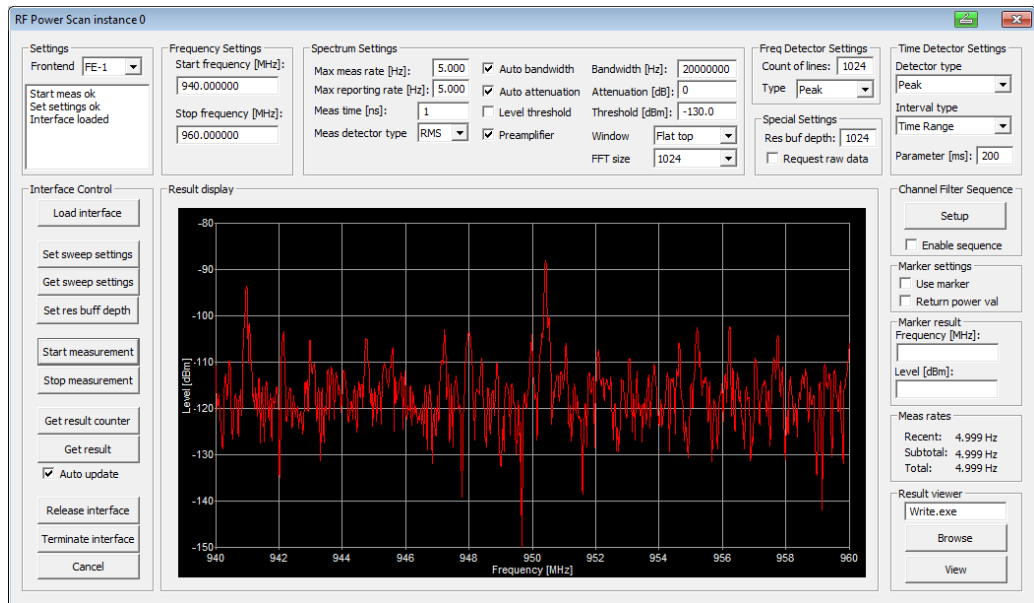 RF Power Scan instance 0
Settings
Frontend FE-1
Start meas ok
Set settings ok
Interface loaded
Frequency Settings
Start frequency [MHz]:
940.000000
Stop frequency [MHz]:
960.000000
Spectrum Settings
Max meas rate [Hz]: 5.000
Max reporting rate [Hz]: 5.000
Meas time [ns]: 1
Meas detector type RMS
Auto bandwidth
Auto attenuation
Level threshold
Preamplifier
Bandwidth [Hz]: 20000000
Attenuation [dB]: 0
Threshold [dBm]: -130.0
Window Flat top
FFT size 1024
Freq Detector Settings
Count of lines: 1024
Type Peak
Special Settings
Res buf depth: 1024
Request raw data
Time Detector Settings
Detector type
Peak
Interval type
Time Range
Parameter [ms]: 200
Interface Control
Load interface
Set sweep settings
Get sweep settings
Set res buff depth
Start measurement
Stop measurement
Get result counter
Get result
Auto update
Release interface
Terminate interface
Cancel
Result display
-80
-90
-100
-110
-120
-130
-140
-150
Level [dBm]
940 942 944 946 948 950 952 954 956 958 960
Frequency [MHz]
Channel Filter Sequence
Setup
Enable sequence
Marker settings
Use marker
Return power val
Marker result
Frequency [MHz]:
Level [dBm]:
Meas rates
Recent: 4.999 Hz
Subtotal: 4.999 Hz
Total: 4.999 Hz
Result viewer
Write.exe
Browse
View